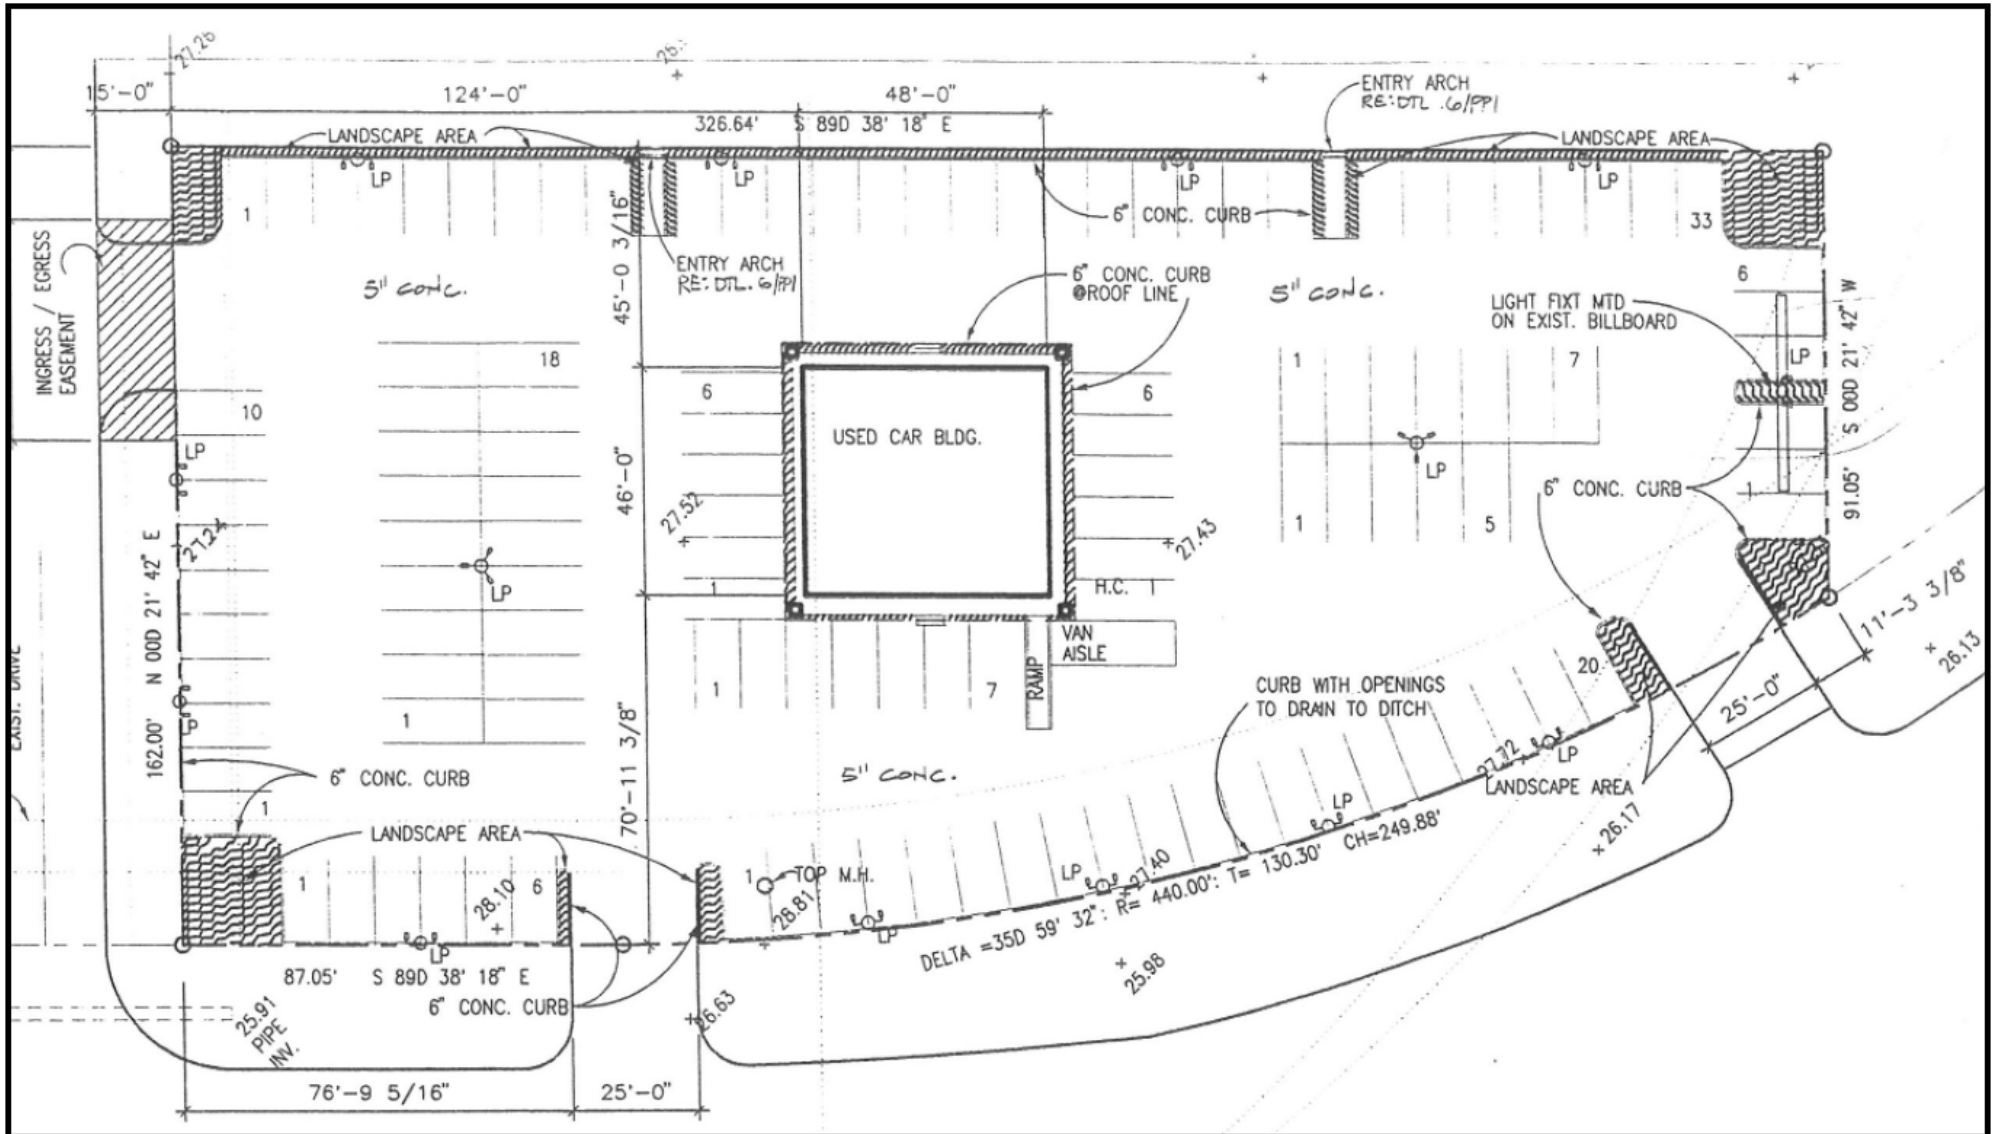 27.26
15'-0"
124'-0"
48'-0"
ENTRY ARCH
RE: DTL .6/PP1
326.64' S 89D 38' 18" E
LANDSCAPE AREA
LANDSCAPE AREA
LP
LP
LP
LP
1
6" CONC. CURB
33
45'-0 3/16"
ENTRY ARCH
RE: DTL. 6/PP1
INGRESS / EGRESS
EASEMENT
5" CONC.
6" CONC. CURB
@ROOF LINE
5" CONC.
6
LIGHT FIXT MTD
ON EXIST. BILLBOARD
S 00D 21' 42" W
91.05'
LP
18
1
7
10
6
6
USED CAR BLDG.
LP
LP
46'-0"
6" CONC. CURB
1
27.52
27.43
1
5
27.24
N 00D 21' 42" E
162.00'
LP
1
H.C. 1
11'-3 3/8"
26.13
VAN
AISLE
RAMP
EXIST. DRIVE
1
1
7
20
CURB WITH OPENINGS
TO DRAIN TO DITCH
25'-0"
LP
70'-11 3/8"
27.72
LP
5" CONC.
6" CONC. CURB
LANDSCAPE AREA
1
LP
26.17
LANDSCAPE AREA
1
6
28.10
1
TOP M.H.
28.81
LP
27.40
LP
LP
DELTA =35D 59' 32": R= 440.00': T= 130.30' CH=249.88'
87.05' S 89D 38' 18" E
25.98
6" CONC. CURB
26.63
25.91
PIPE
INV.
76'-9 5/16"
25'-0"